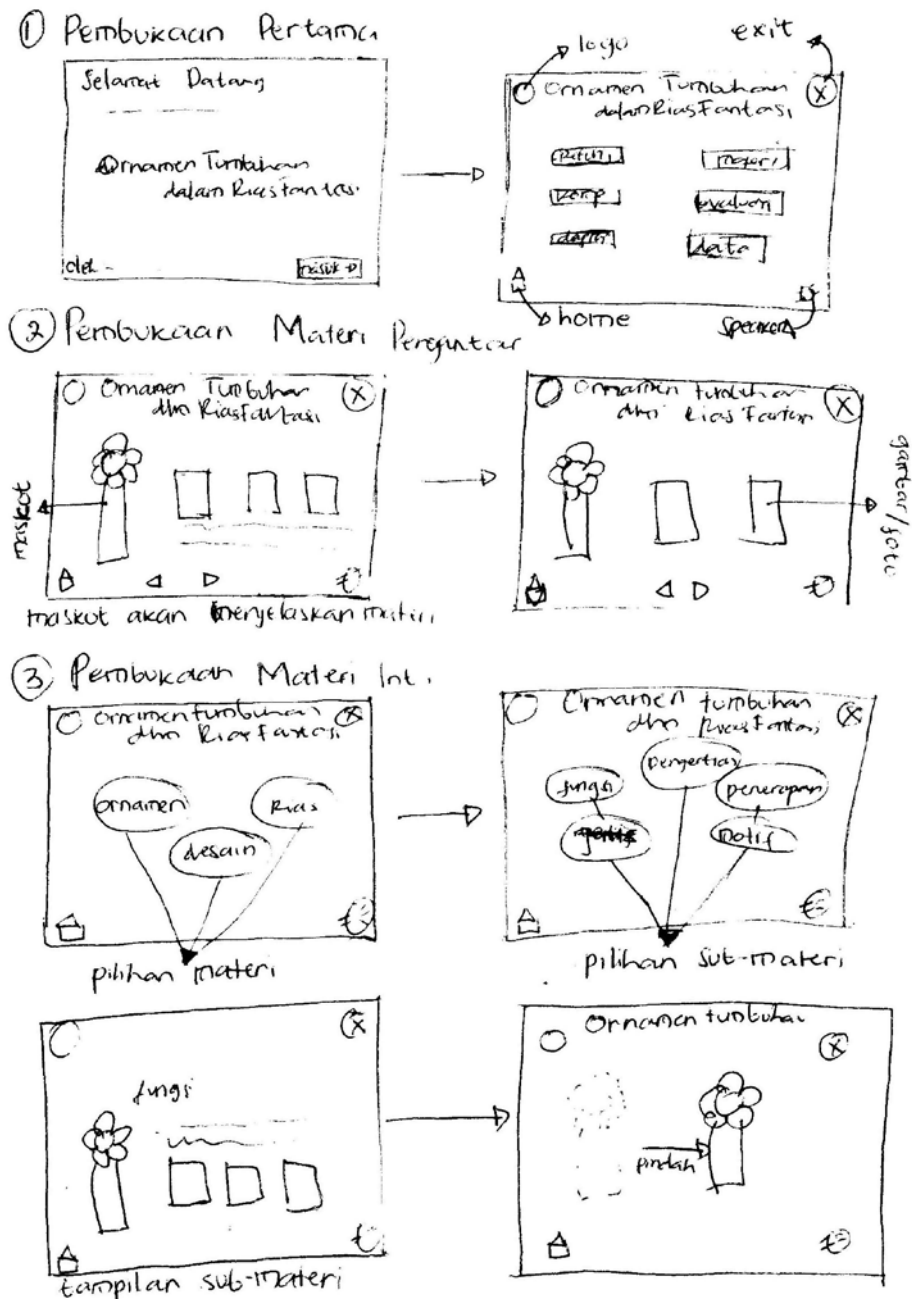 ① Pembukaan Pertama
Selamat Datang
Ornamen Tumbuhan
dalam Rias Fantasi
oleh -
masuk →
logo
exit
Ornamen Tumbuhan
dalam Rias Fantasi
X
materi
evaluasi
data
home
speaker
② Pembukaan Materi Pengantar
Ornamen Tumbuhan
dlm Rias Fantasi
X
maskot
maskot akan menjelaskan materi
Ornamen tumbuhan
dlm Rias Fantasi
X
gambar/foto
③ Pembukaan Materi Inti
Ornamen tumbuhan
dlm Rias Fantasi
X
ornamen
Rias
desain
pilihan materi
Ornamen tumbuhan
dlm Rias Fantasi
X
pengertian
fungsi
penerapan
motif
pilihan sub-materi
X
fungsi
tampilan sub-materi
Ornamen tumbuhan
X
pindah